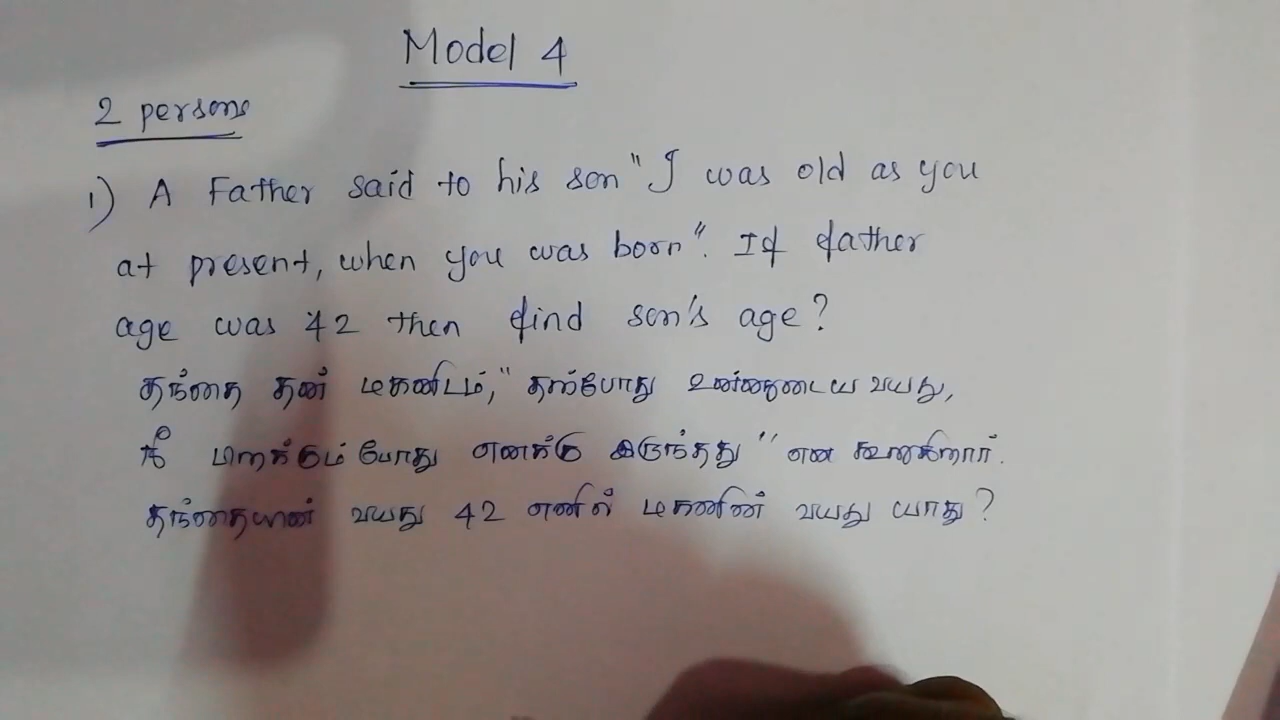 Model 4
2 persons
1) A Father said to his son "I was old as you
at present, when you was born". If father
age was 42 then find son's age?
தந்தை தன் மகனிடம், "தற்போது உன்னுடைய வயது,
நீ பிறக்கும் போது எனக்கு இருந்தது" என கூறுகிறார்.
தந்தையின் வயது 42 எனில் மகனின் வயது யாது?